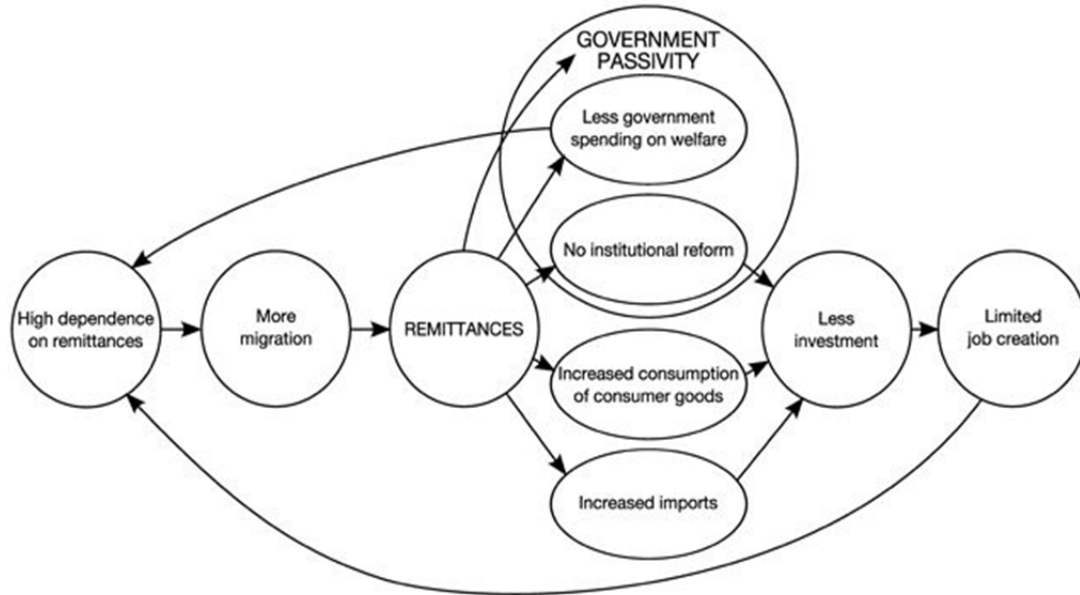 GOVERNMENT
PASSIVITY
Less government
spending on welfare
No institutional reform
High dependence
on remittances
More
migration
REMITTANCES
Increased consumption
of consumer goods
Increased imports
Less
investment
Limited
job creation